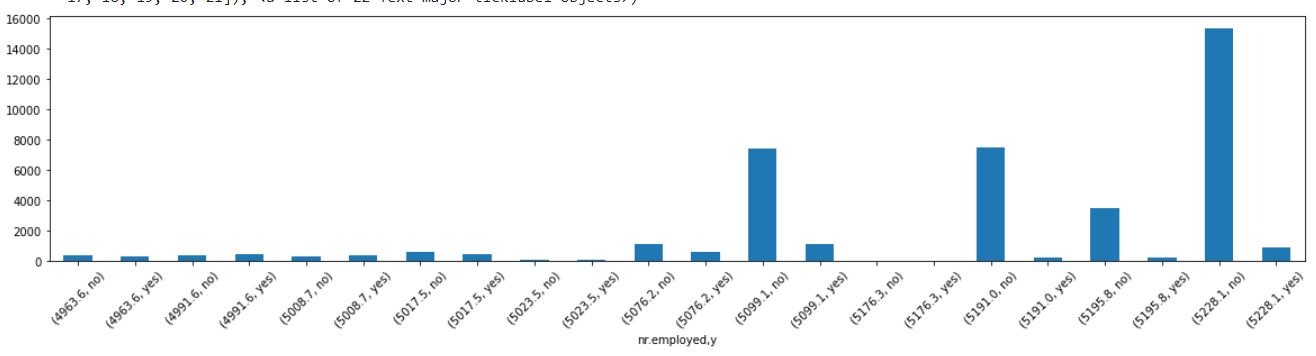 17, 18, 19, 20, 21]), <a list of 22 Text major ticklabel objects>)
16000
14000
12000
10000
8000
6000
4000
2000
0
(4963.6, no)
(4963.6, yes)
(4991.6, no)
(4991.6, yes)
(5008.7, no)
(5008.7, yes)
(5017.5, no)
(5017.5, yes)
(5023.5, no)
(5023.5, yes)
(5076.2, no)
(5076.2, yes)
(5099.1, no)
(5099.1, yes)
(5176.3, no)
(5176.3, yes)
(5191.0, no)
(5191.0, yes)
(5195.8, no)
(5195.8, yes)
(5228.1, no)
(5228.1, yes)
nr.employed,y